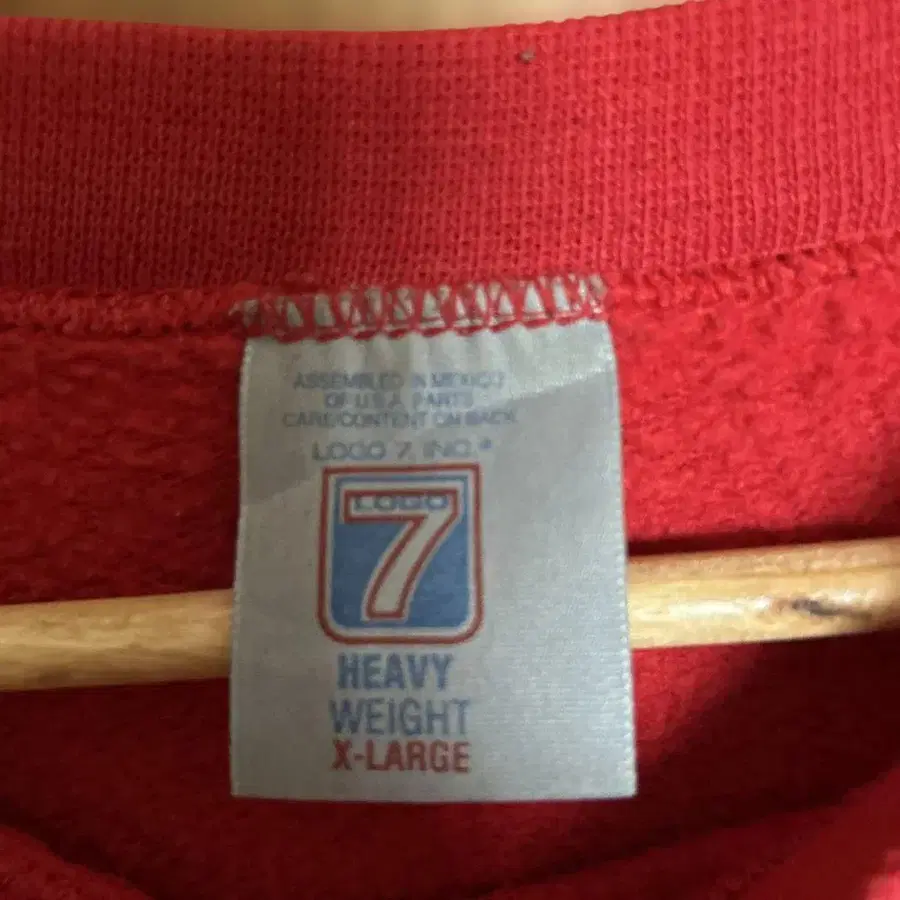 ASSEMBLED IN MEXICO
OF U.S.A. PARTS
CARE/CONTENT ON BACK
LOGO 7, INC.®
LOGO
7
HEAVY
WEIGHT
X-LARGE